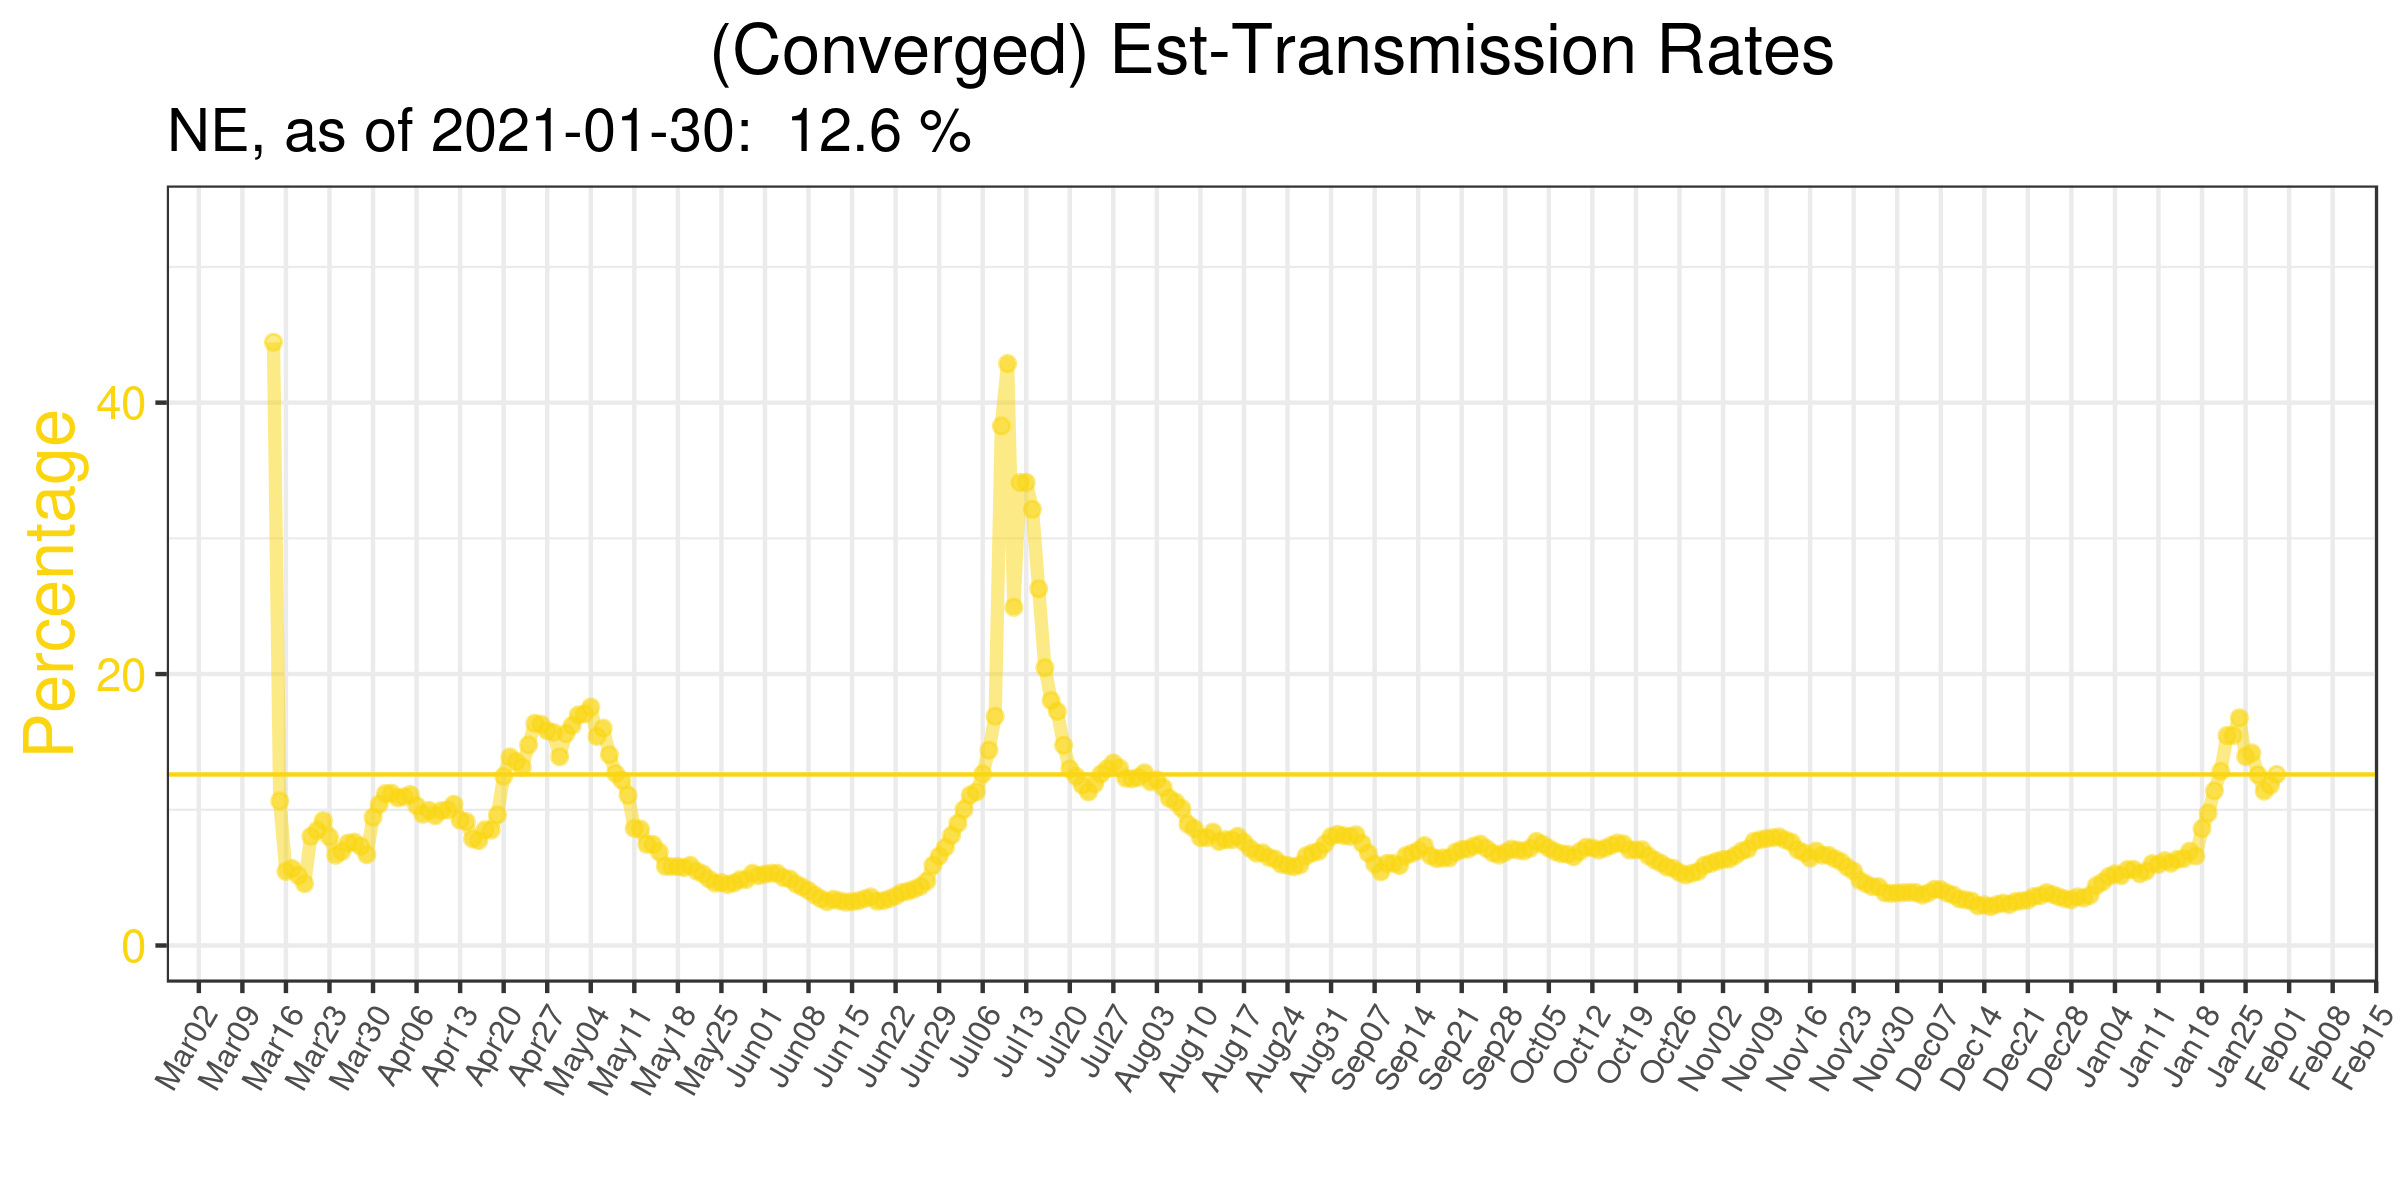 (Converged) Est-Transmission Rates
NE, as of 2021-01-30:  12.6 %
Percentage
40
20
0
Mar02
Mar09
Mar16
Mar23
Mar30
Apr06
Apr13
Apr20
Apr27
May04
May11
May18
May25
Jun01
Jun08
Jun15
Jun22
Jun29
Jul06
Jul13
Jul20
Jul27
Aug03
Aug10
Aug17
Aug24
Aug31
Sep07
Sep14
Sep21
Sep28
Oct05
Oct12
Oct19
Oct26
Nov02
Nov09
Nov16
Nov23
Nov30
Dec07
Dec14
Dec21
Dec28
Jan04
Jan11
Jan18
Jan25
Feb01
Feb08
Feb15